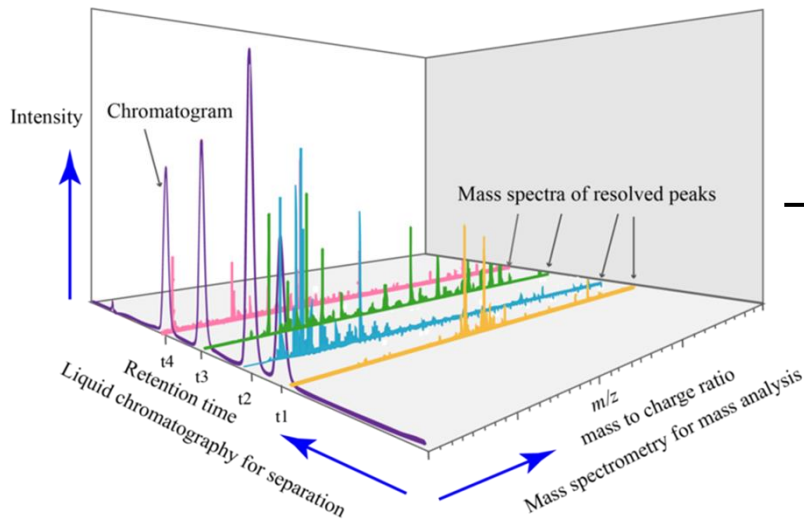 Intensity
Chromatogram
Mass spectra of resolved peaks
t4
t3
t2
t1
Retention time
Liquid chromatography for separation
m/z
mass to charge ratio
Mass spectrometry for mass analysis